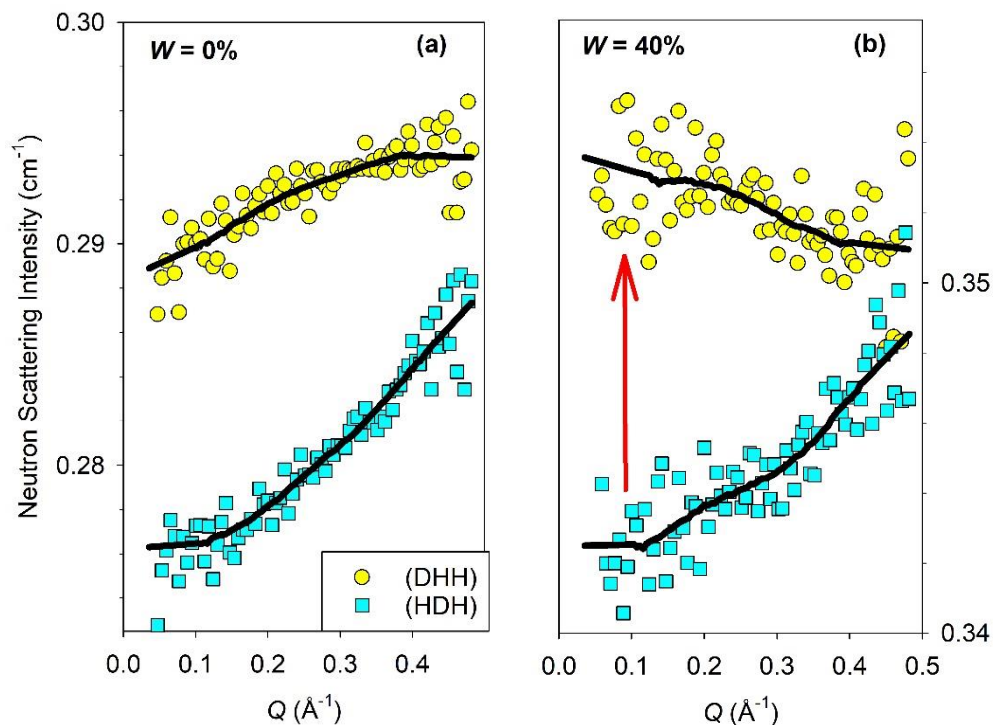 Neutron Scattering Intensity (cm⁻¹)
0.30
0.29
0.28
W = 0%
(a)
(DHH)
(HDH)
0.0 0.1 0.2 0.3 0.4
Q (Å⁻¹)
W = 40%
(b)
0.35
0.34
0.0 0.1 0.2 0.3 0.4 0.5
Q (Å⁻¹)